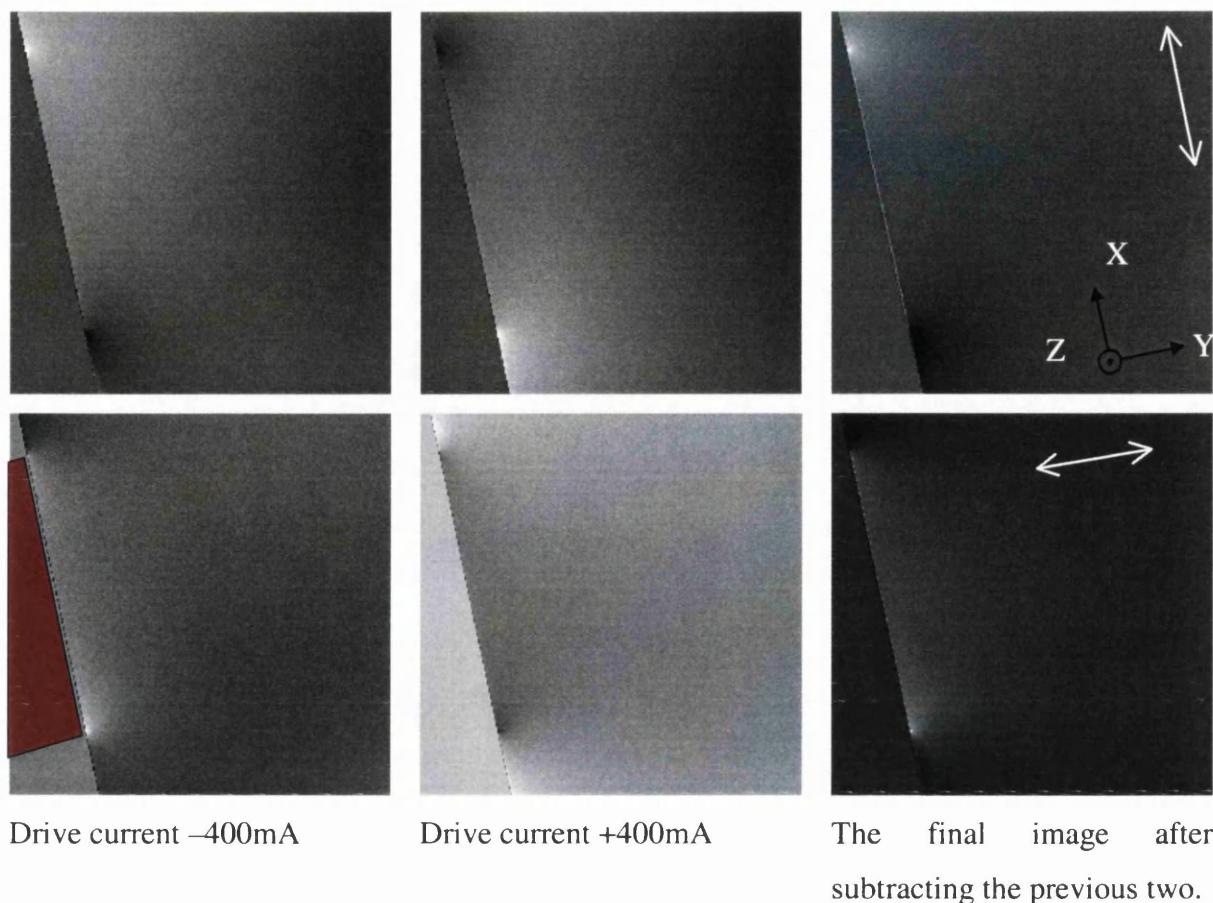 X
Z
Y
Drive current –400mA
Drive current +400mA
The final image after
subtracting the previous two.